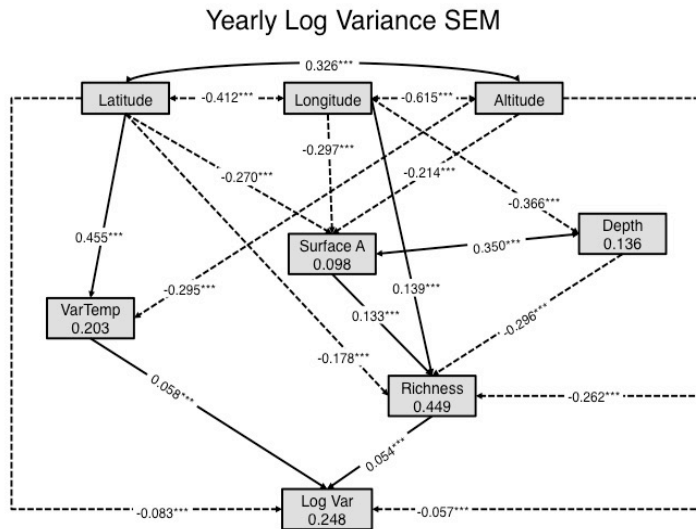 Yearly Log Variance SEM
0.326***
Latitude
-0.412***
Longitude
-0.615***
Altitude
-0.297***
-0.270***
-0.214***
-0.366***
Depth
0.136
0.455***
Surface A
0.098
0.350***
-0.295***
0.139***
VarTemp
0.203
0.133***
-0.296***
-0.178***
0.058***
Richness
0.449
-0.262***
0.054***
-0.083***
Log Var
0.248
-0.057***